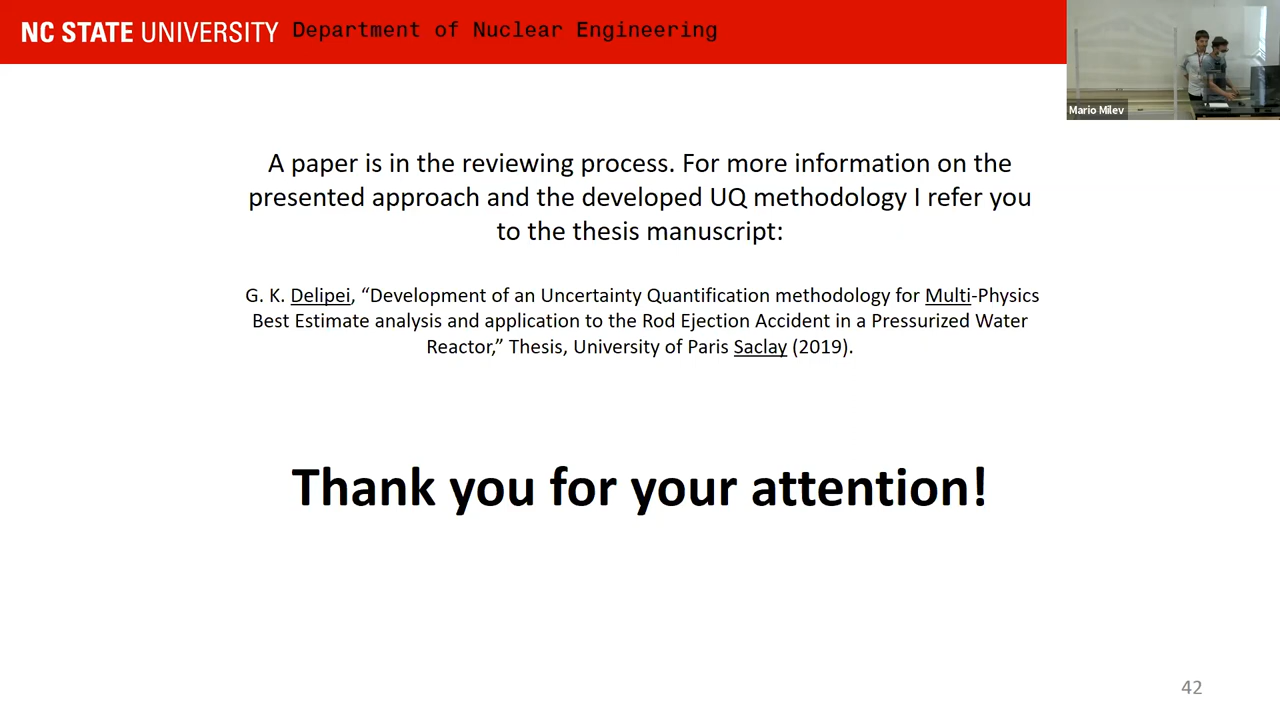 NC STATE UNIVERSITY Department of Nuclear Engineering
Mario Milev
A paper is in the reviewing process. For more information on the
presented approach and the developed UQ methodology I refer you
to the thesis manuscript:
G. K. Delipei, “Development of an Uncertainty Quantification methodology for Multi-Physics
Best Estimate analysis and application to the Rod Ejection Accident in a Pressurized Water
Reactor,” Thesis, University of Paris Saclay (2019).
Thank you for your attention!
42